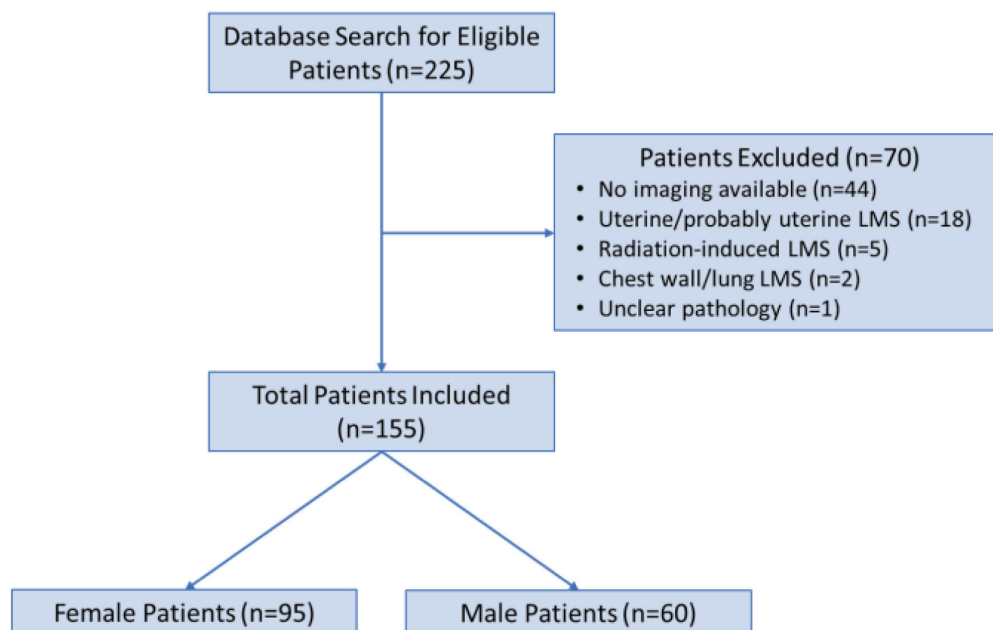 Database Search for Eligible
Patients (n=225)
Patients Excluded (n=70)
• No imaging available (n=44)
• Uterine/probably uterine LMS (n=18)
• Radiation-induced LMS (n=5)
• Chest wall/lung LMS (n=2)
• Unclear pathology (n=1)
Total Patients Included
(n=155)
Female Patients (n=95)
Male Patients (n=60)